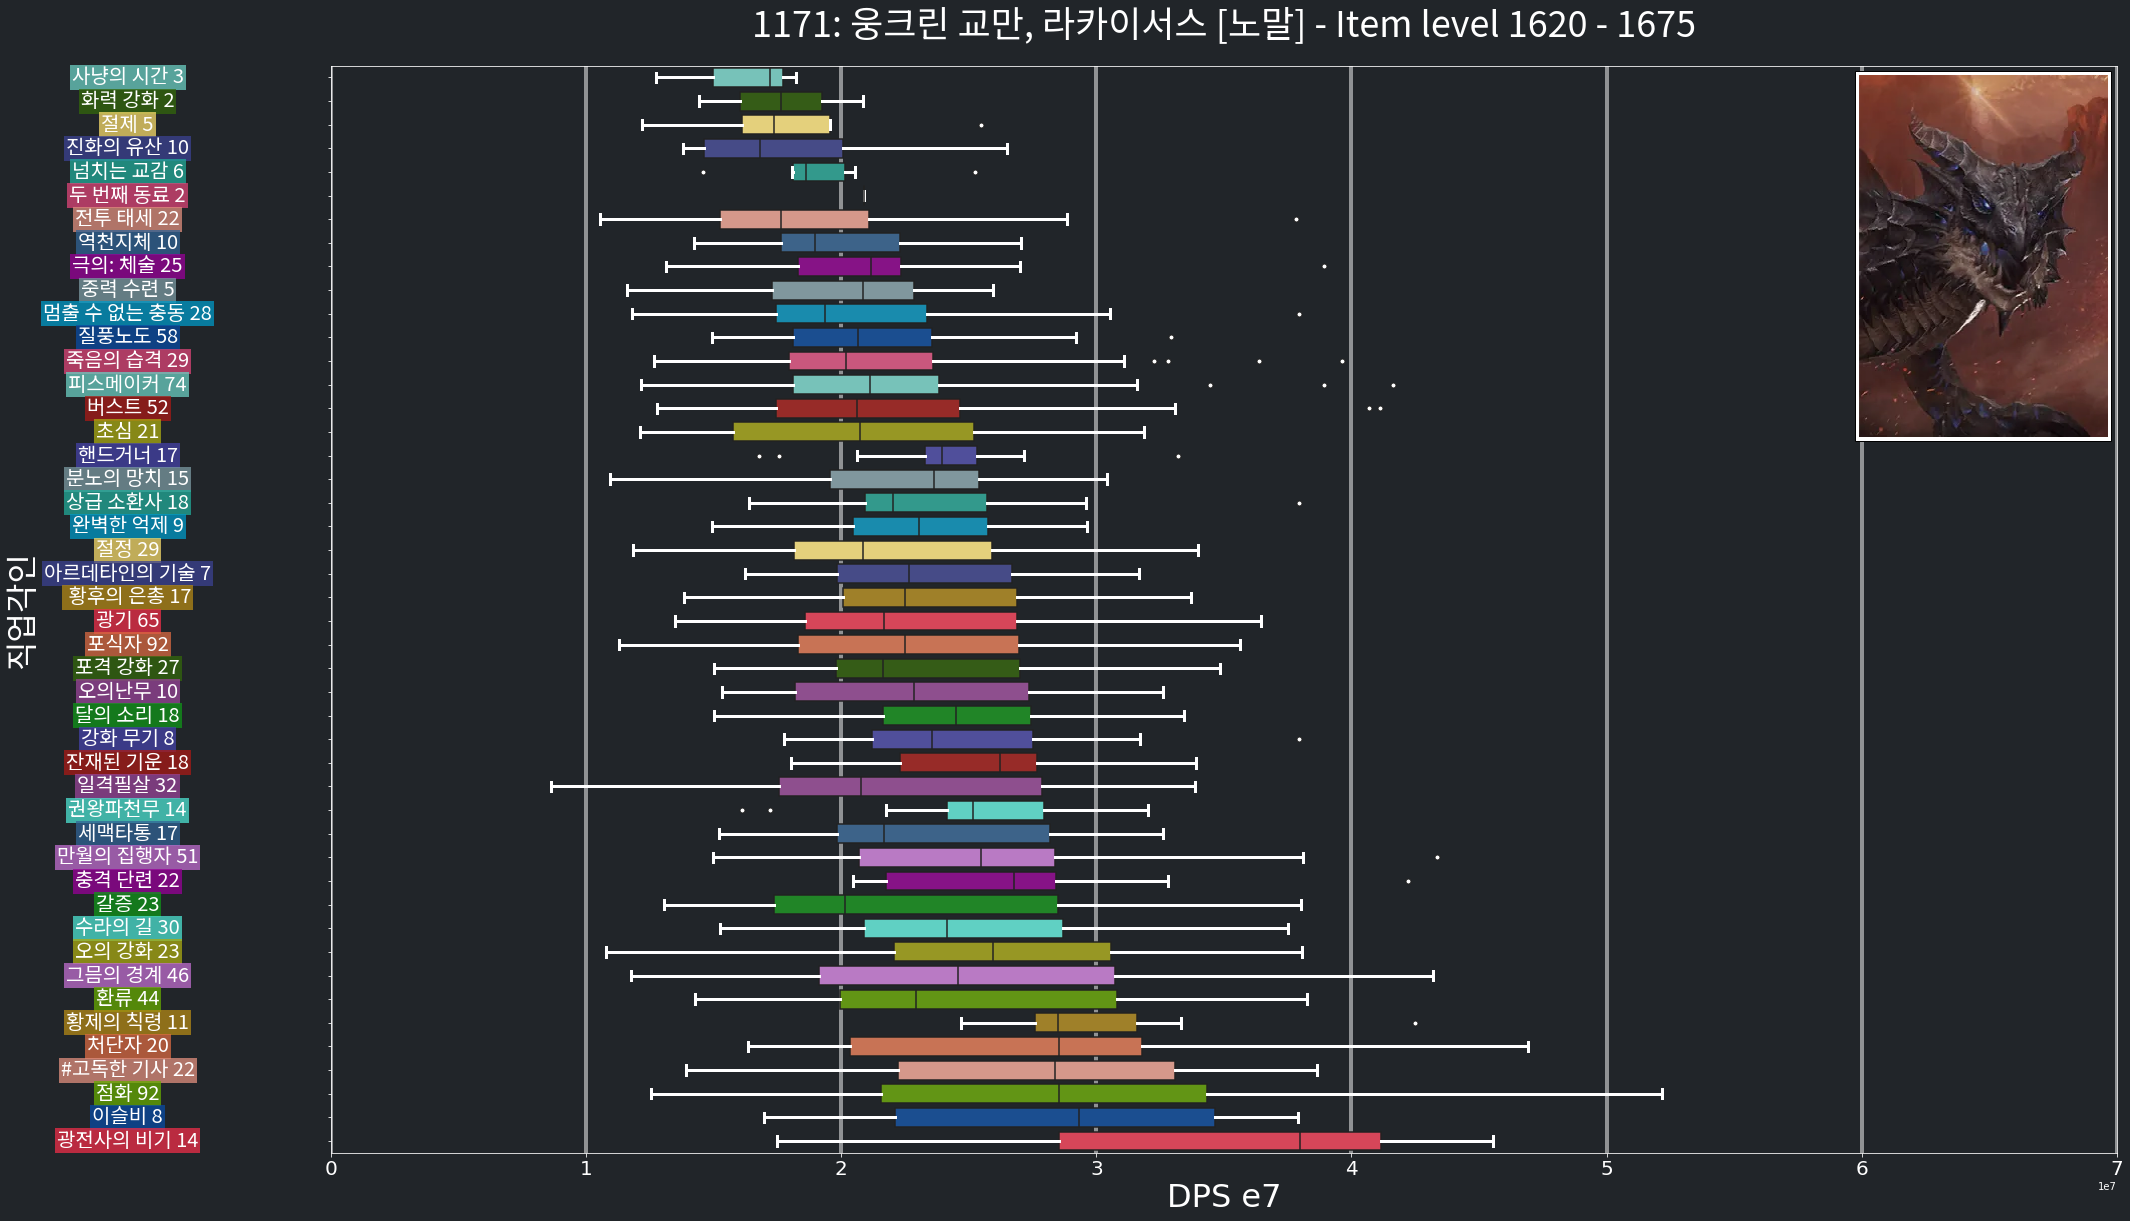 1171: 웅크린 교만, 라카이서스 [노말] - Item level 1620 - 1675
직업각인
사냥의 시간 3
화력 강화 2
절제 5
진화의 유산 10
넘치는 교감 6
두 번째 동료 2
전투 태세 22
역천지체 10
극의: 체술 25
중력 수련 5
멈출 수 없는 충동 28
질풍노도 58
죽음의 습격 29
피스메이커 74
버스트 52
초심 21
핸드거너 17
분노의 망치 15
상급 소환사 18
완벽한 억제 9
절정 29
아르데타인의 기술 7
황후의 은총 17
광기 65
포식자 92
포격 강화 27
오의난무 10
달의 소리 18
강화 무기 8
잔재된 기운 18
일격필살 32
권왕파천무 14
세맥타통 17
만월의 집행자 51
충격 단련 22
갈증 23
수라의 길 30
오의 강화 23
그믐의 경계 46
환류 44
황제의 칙령 11
처단자 20
#고독한 기사 22
점화 92
이슬비 8
광전사의 비기 14
0 1 2 3 4 5 6 7
1e7
DPS e7